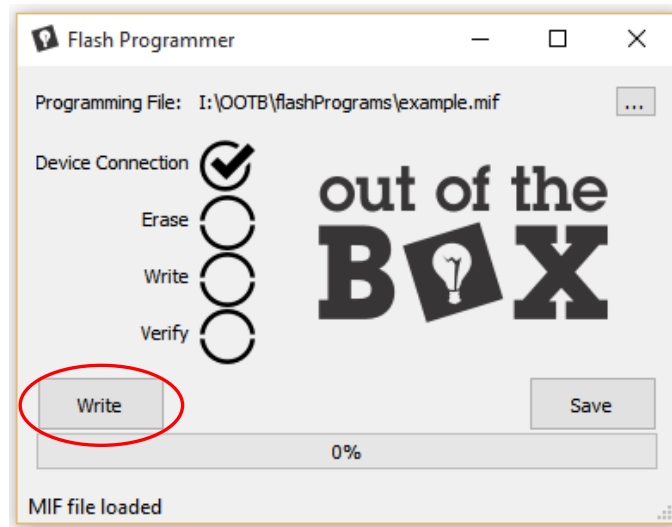 Flash Programmer
Programming File: I:\OOTB\flashPrograms\example.mif ...
Device Connection
Erase
Write
Verify
out of the
BOX
Write Save
0%
MIF file loaded